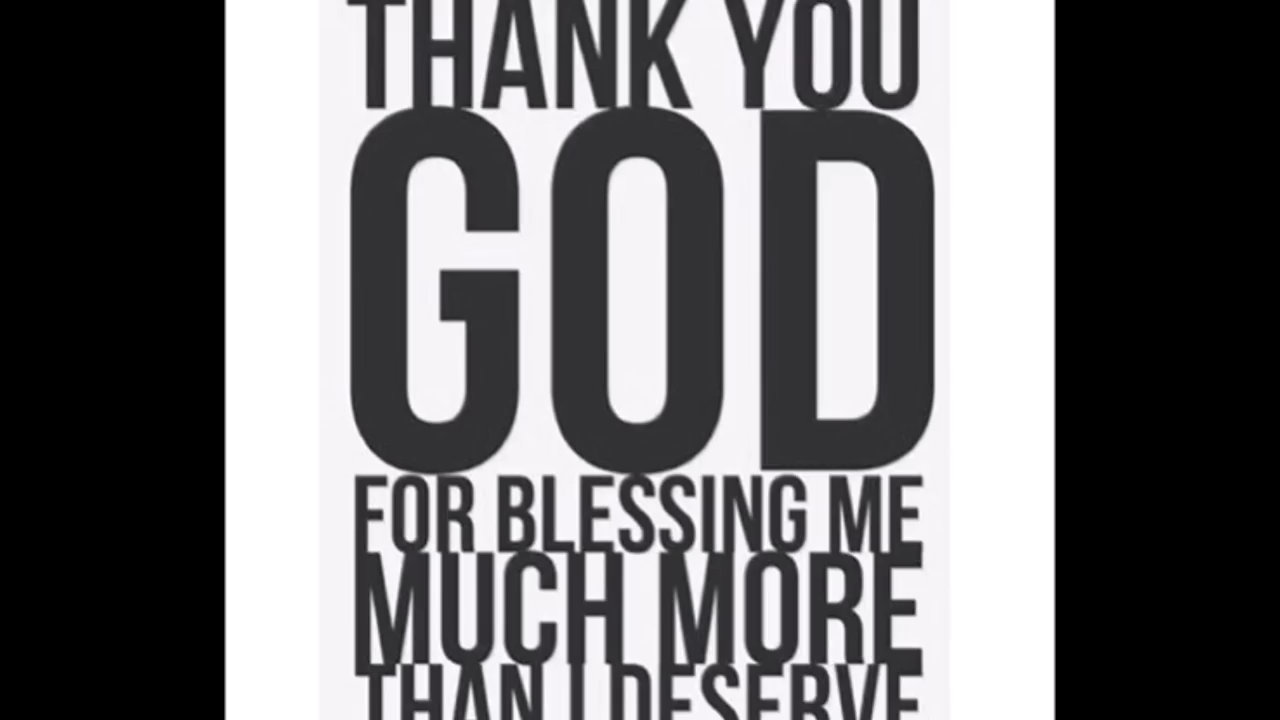 THANK YOU
GOD
FOR BLESSING ME
MUCH MORE
THAN I DESERVE